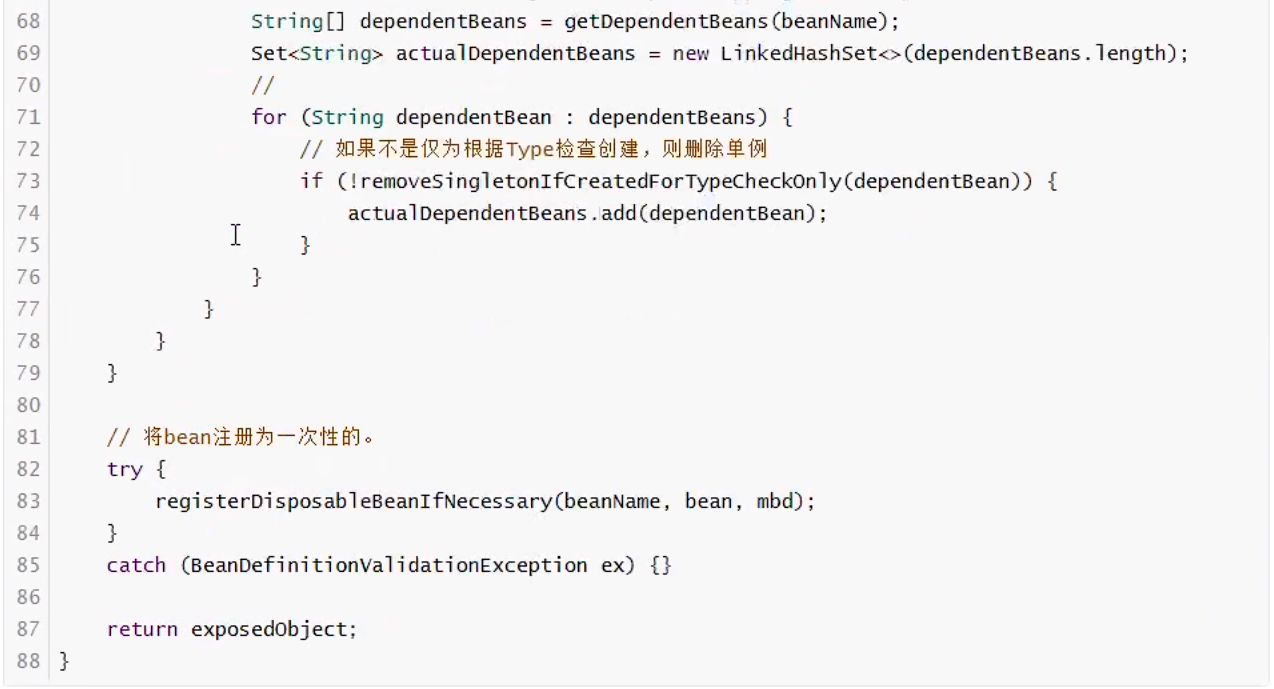 68 String[] dependentBeans = getDependentBeans(beanName);
69 Set<String> actualDependentBeans = new LinkedHashSet<>(dependentBeans.length);
70 //
71 for (String dependentBean : dependentBeans) {
72 // 如果不是仅为根据Type检查创建，则删除单例
73 if (!removeSingletonIfCreatedForTypeCheckOnly(dependentBean)) {
74 actualDependentBeans.add(dependentBean);
75 }
76 }
77 }
78 }
79 }
80
81 // 将bean注册为一次性的。
82 try {
83 registerDisposableBeanIfNecessary(beanName, bean, mbd);
84 }
85 catch (BeanDefinitionValidationException ex) {}
86
87 return exposedObject;
88 }